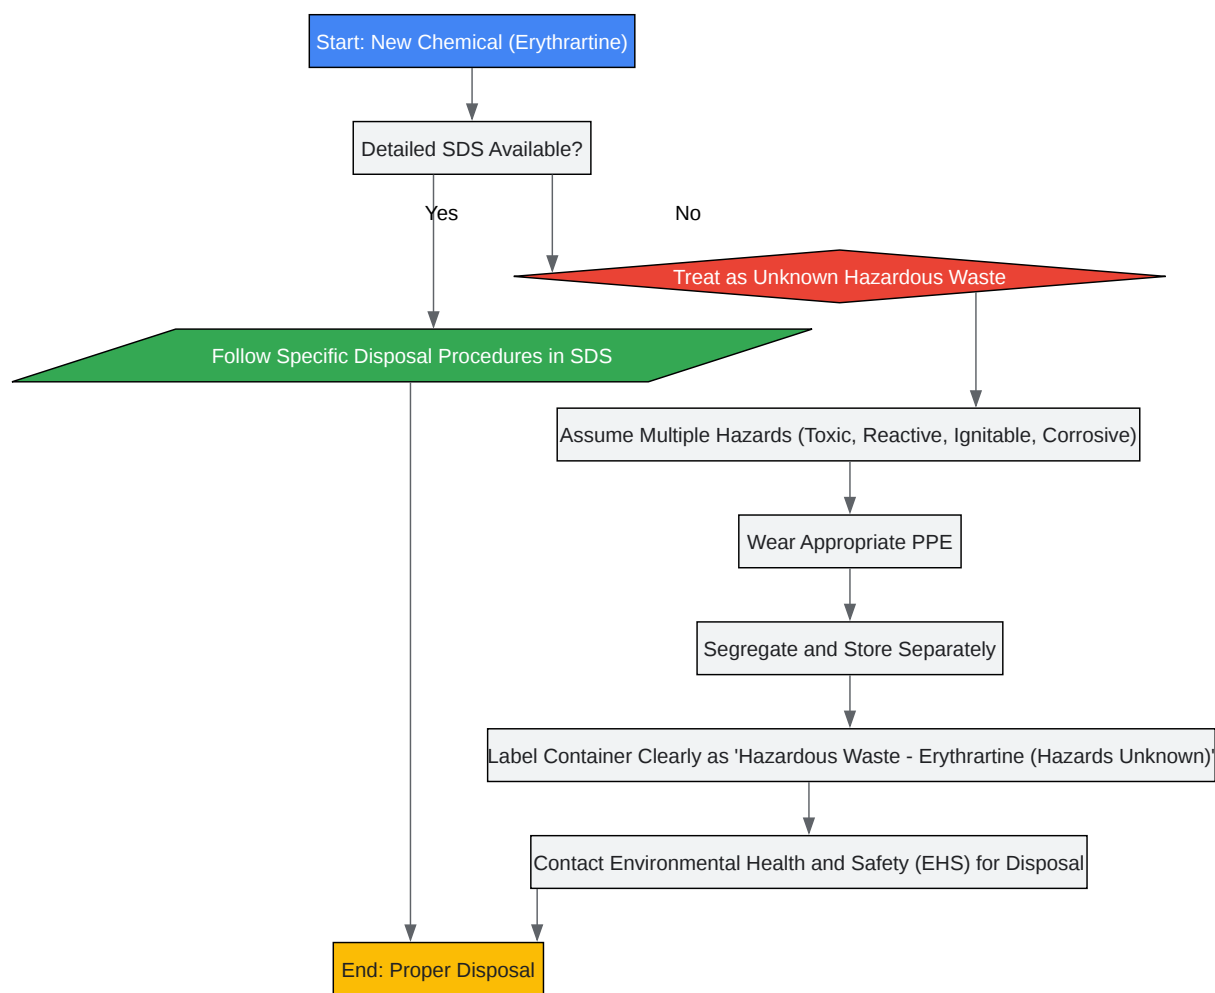 Start: New Chemical (Erythrartine)
Detailed SDS Available?
Yes
No
Treat as Unknown Hazardous Waste
Follow Specific Disposal Procedures in SDS
Assume Multiple Hazards (Toxic, Reactive, Ignitable, Corrosive)
Wear Appropriate PPE
Segregate and Store Separately
Label Container Clearly as 'Hazardous Waste - Erythrartine (Hazards Unknown)'
Contact Environmental Health and Safety (EHS) for Disposal
End: Proper Disposal